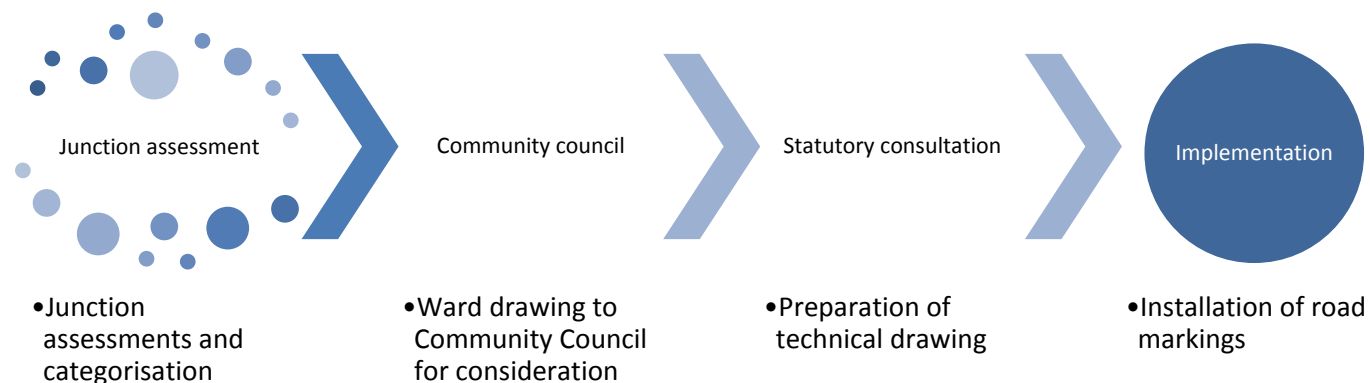 Junction assessment
Community council
Statutory consultation
Implementation
•Junction
assessments and
categorisation
•Ward drawing to
Community Council
for consideration
•Preparation of
technical drawing
•Installation of road
markings